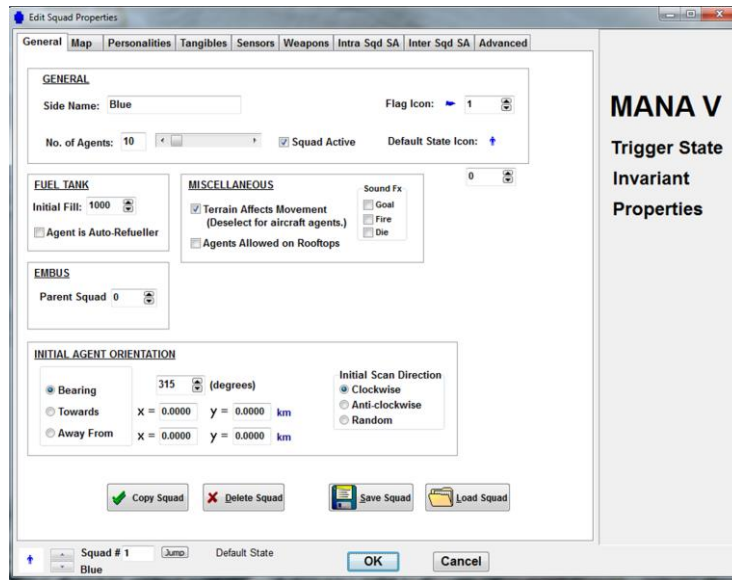 Edit Squad Properties
General Map Personalities Tangibles Sensors Weapons Intra Sqd SA Inter Sqd SA Advanced
GENERAL
Side Name: Blue
Flag Icon: 1
No. of Agents: 10
Squad Active
Default State Icon:
0
FUEL TANK
Initial Fill: 1000
Agent is Auto-Refueller
MISCELLANEOUS
Terrain Affects Movement
(Deselect for aircraft agents.)
Agents Allowed on Rooftops
Sound Fx
Goal
Fire
Die
EMBUS
Parent Squad 0
INITIAL AGENT ORIENTATION
Bearing 315 (degrees)
Towards x = 0.0000 y = 0.0000 km
Away From x = 0.0000 y = 0.0000 km
Initial Scan Direction
Clockwise
Anti-clockwise
Random
Copy Squad Delete Squad Save Squad Load Squad
Squad # 1 Jump Default State
Blue
OK Cancel
MANA V
Trigger State
Invariant
Properties